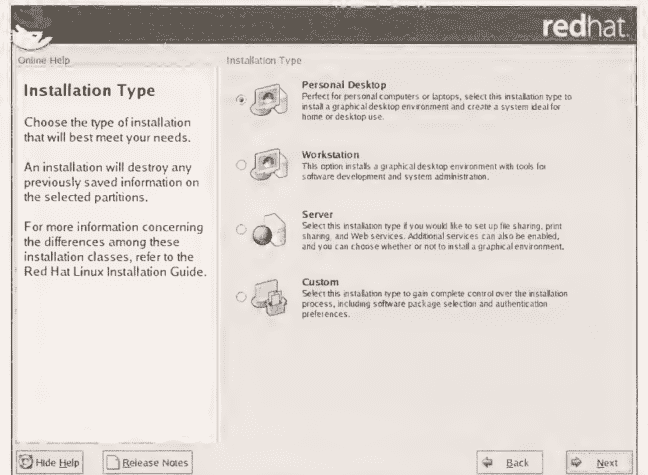 redhat.
Online Help
Installation Type
Choose the type of installation
that will best meet your needs.
An installation will destroy any
previously saved information on
the selected partitions.
For more information concerning
the differences among these
installation classes, refer to the
Red Hat Linux Installation Guide.
Installation Type
Personal Desktop
Perfect for personal computers or laptops, select this installation type to
install a graphical desktop environment and create a system ideal for
home or desktop use.
Workstation
This option installs a graphical desktop environment with tools for
software development and system administration.
Server
Select this installation type if you would like to set up file sharing, print
sharing, and Web services. Additional services can also be enabled,
and you can choose whether or not to install a graphical environment.
Custom
Select this installation type to gain complete control over the installation
process, including software package selection and authentication
preferences.
Hide Help
Release Notes
Back
Next